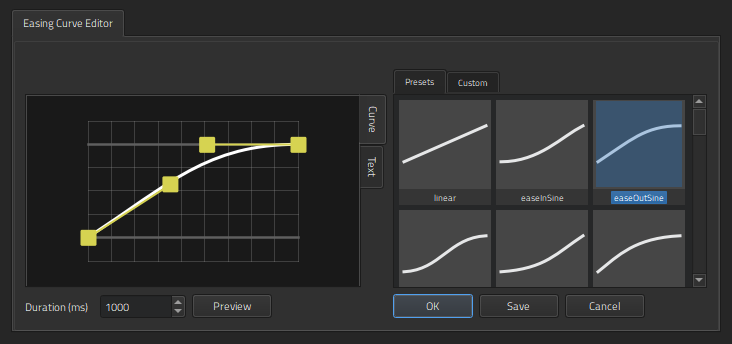 Easing Curve Editor
Presets
Custom
Curve
Text
linear
easeInSine
easeOutSine
Duration (ms)
1000
Preview
OK
Save
Cancel